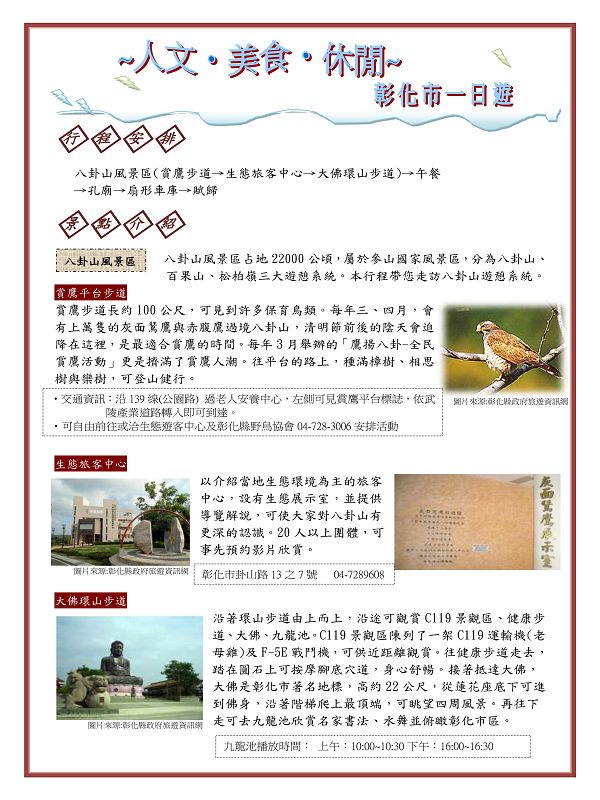 ~人文‧美食‧休閒~
彰化市一日遊
行程安排
八卦山風景區(賞鷹步道→生態旅客中心→大佛環山步道)→午餐
→孔廟→扇形車庫→賦歸
景點介紹
八卦山風景區
八卦山風景區占地 22000 公頃,屬於參山國家風景區,分為八卦山、
百果山、松柏嶺三大遊憩系統。本行程帶您走訪八卦山遊憩系統。
賞鷹平台步道
賞鷹步道長約 100 公尺,可見到許多保育鳥類。每年三、四月,會
有上萬隻的灰面鵟鷹與赤腹鷹過境八卦山,清明節前後的陰天會迫
降在這裡,是最適合賞鷹的時間。每年 3 月舉辦的「鷹揚八卦-全民
賞鷹活動」更是擠滿了賞鷹人潮。往平台的路上,種滿樟樹、相思
樹與欒樹,可登山健行。
圖片來源:彰化縣政府旅遊資訊網
‧交通資訊:沿 139 線(公園路) 過老人安養中心,左側可見賞鷹平台標誌,依武
陵產業道路轉入即可到達。
‧可自由前往或洽生態遊客中心及彰化縣野鳥協會 04-728-3006 安排活動
生態旅客中心
以介紹當地生態環境為主的旅客
中心,設有生態展示室,並提供
導覽解說,可使大家對八卦山有
更深的認識。20 人以上團體,可
事先預約影片欣賞。
灰面鵟鷹展示室
圖片來源:彰化縣政府旅遊資訊網
彰化市卦山路 13 之 7 號 04-7289608
大佛環山步道
沿著環山步道由上而上,沿途可觀賞 C119 景觀區、健康步
道、大佛、九龍池。C119 景觀區陳列了一架 C119 運輸機(老
母雞)及 F-5E 戰鬥機,可供近距離觀賞。往健康步道走去,
踏在圓石上可按摩腳底穴道,身心舒暢。接著抵達大佛,
大佛是彰化市著名地標,高約 22 公尺,從蓮花座底下可進
到佛身,沿著階梯爬上最頂端,可眺望四周風景。再往下
走可去九龍池欣賞名家書法、水舞並俯瞰彰化市區。
圖片來源:彰化縣政府旅遊資訊網
九龍池播放時間: 上午:10:00~10:30 下午:16:00~16:30